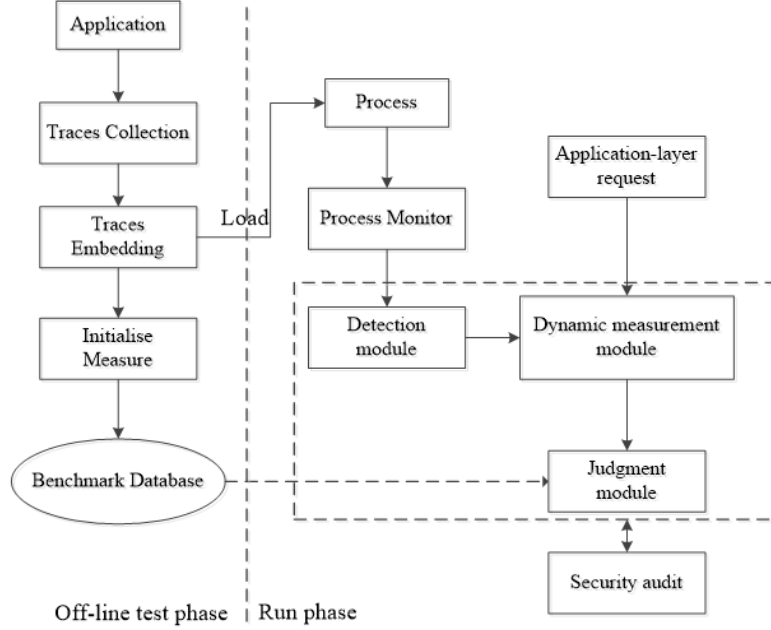 Application
Traces Collection
Traces
Embedding
Initialise
Measure
Benchmark Database
Off-line test phase
Load
Process
Process Monitor
Detection
module
Application-layer
request
Dynamic measurement
module
Judgment
module
Security audit
Run phase